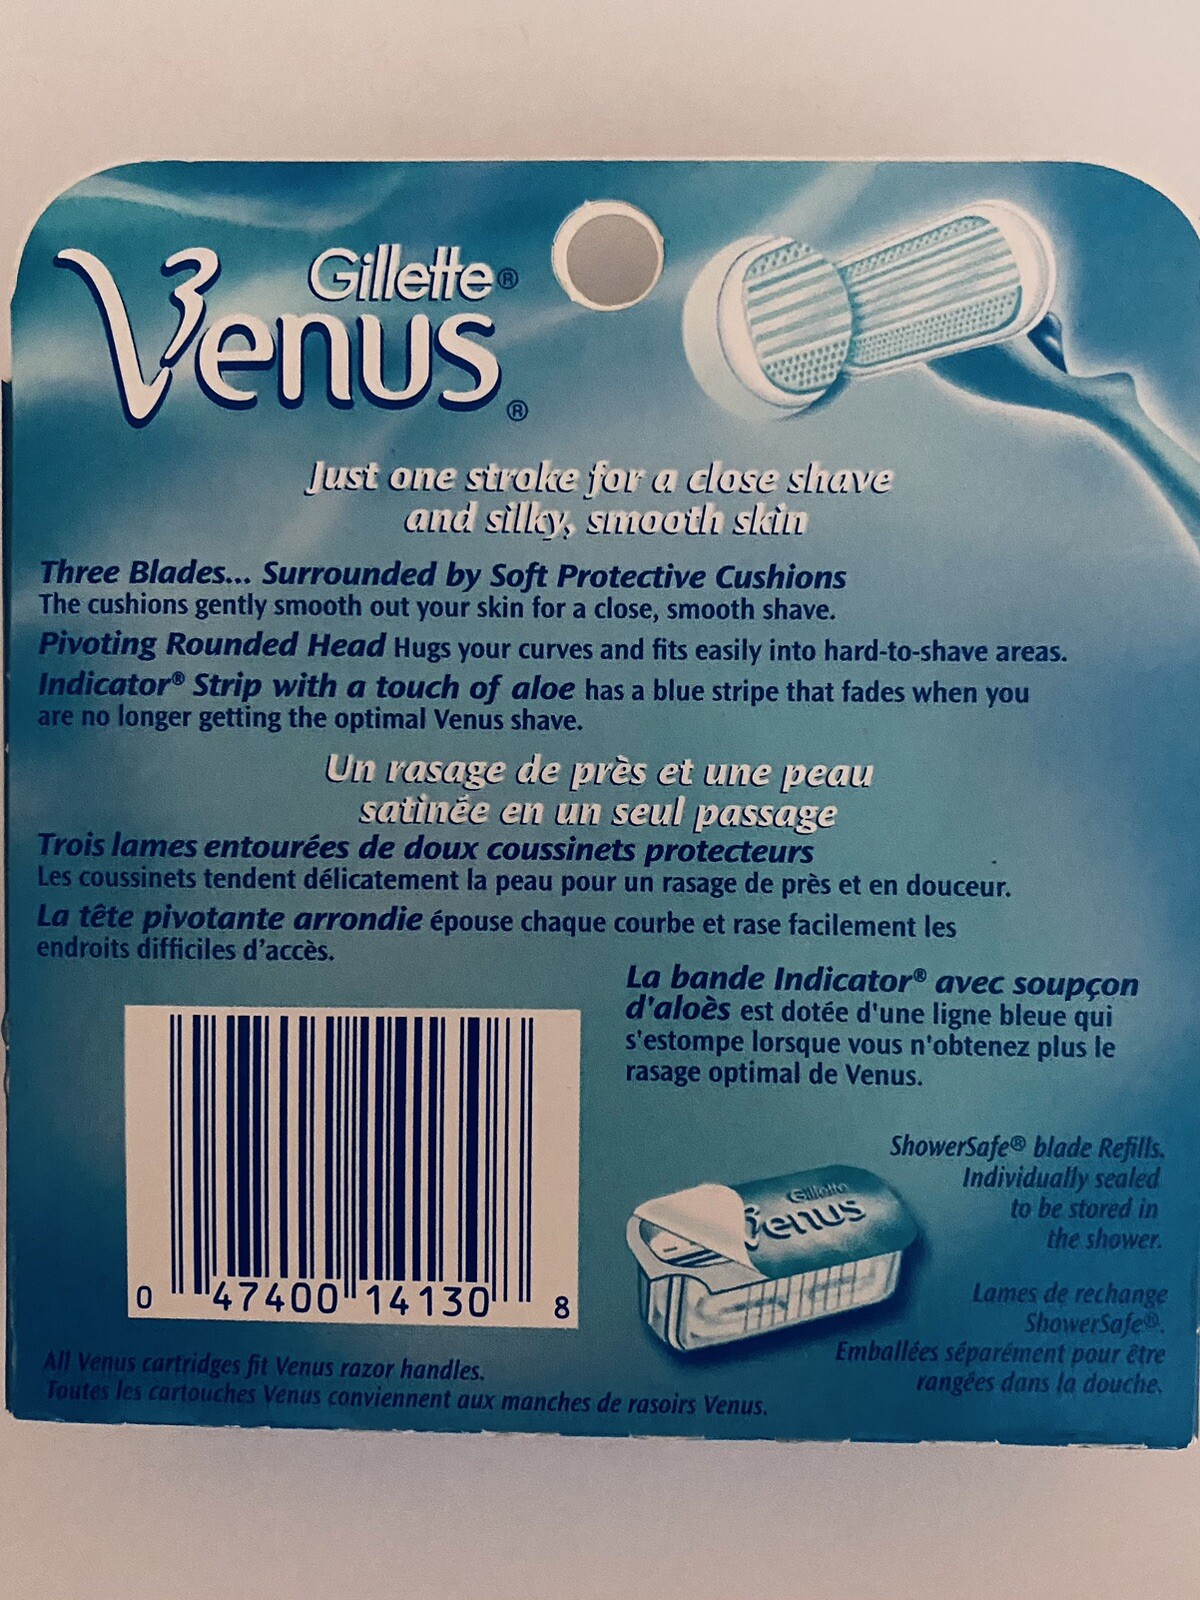 Gillette®
Venus®
Just one stroke for a close shave
and silky, smooth skin
Three Blades... Surrounded by Soft Protective Cushions
The cushions gently smooth out your skin for a close, smooth shave.
Pivoting Rounded Head Hugs your curves and fits easily into hard-to-shave areas.
Indicator® Strip with a touch of aloe has a blue stripe that fades when you
are no longer getting the optimal Venus shave.
Un rasage de près et une peau
satinée en un seul passage
Trois lames entourées de doux coussinets protecteurs
Les coussinets tendent délicatement la peau pour un rasage de près et en douceur.
La tête pivotante arrondie épouse chaque courbe et rase facilement les
endroits difficiles d'accès.
La bande Indicator® avec soupçon
d'aloès est dotée d'une ligne bleue qui
s'estompe lorsque vous n'obtenez plus le
rasage optimal de Venus.
0 47400 14130 8
ShowerSafe® blade Refills.
Individually sealed
to be stored in
the shower.
Gillette
Venus
Lames de rechange
ShowerSafe®.
Emballées séparément pour être
rangées dans la douche.
All Venus cartridges fit Venus razor handles.
Toutes les cartouches Venus conviennent aux manches de rasoirs Venus.